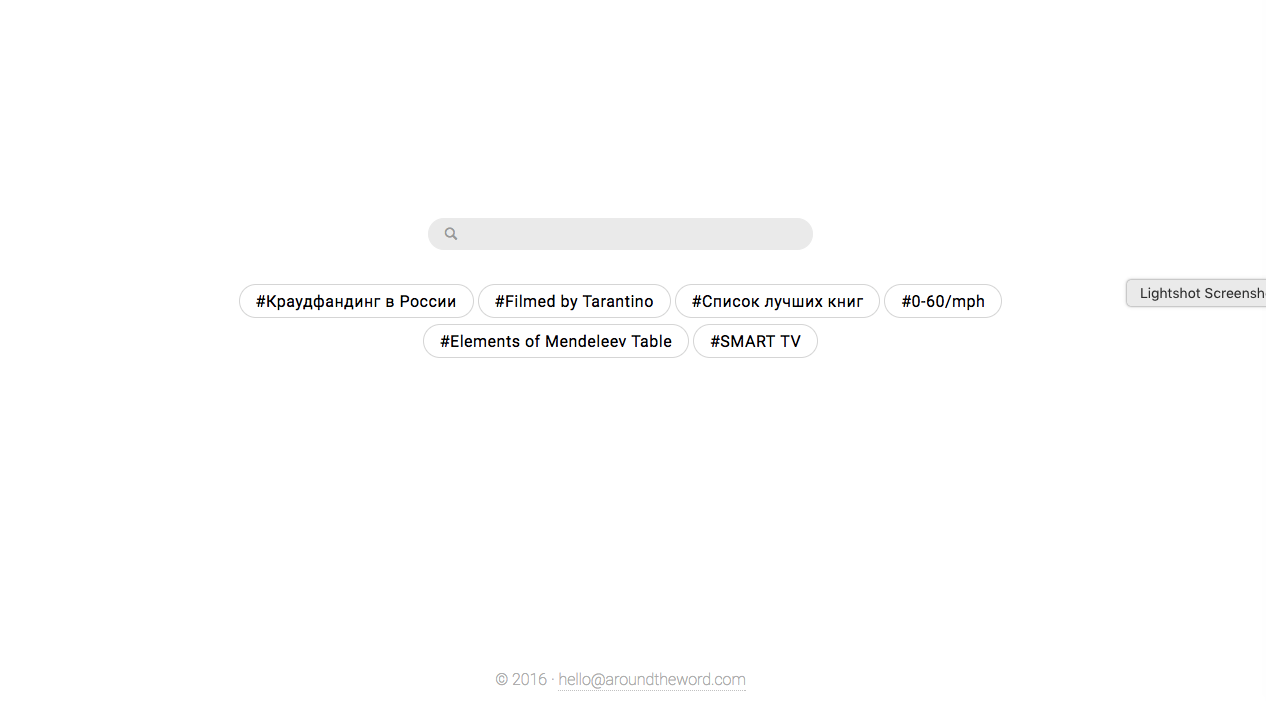 #Краудфандинг в России #Filmed by Tarantino #Список лучших книг #0-60/mph
Lightshot
#Elements of Mendeleev Table #SMART TV
© 2016 · hello@aroundtheword.com